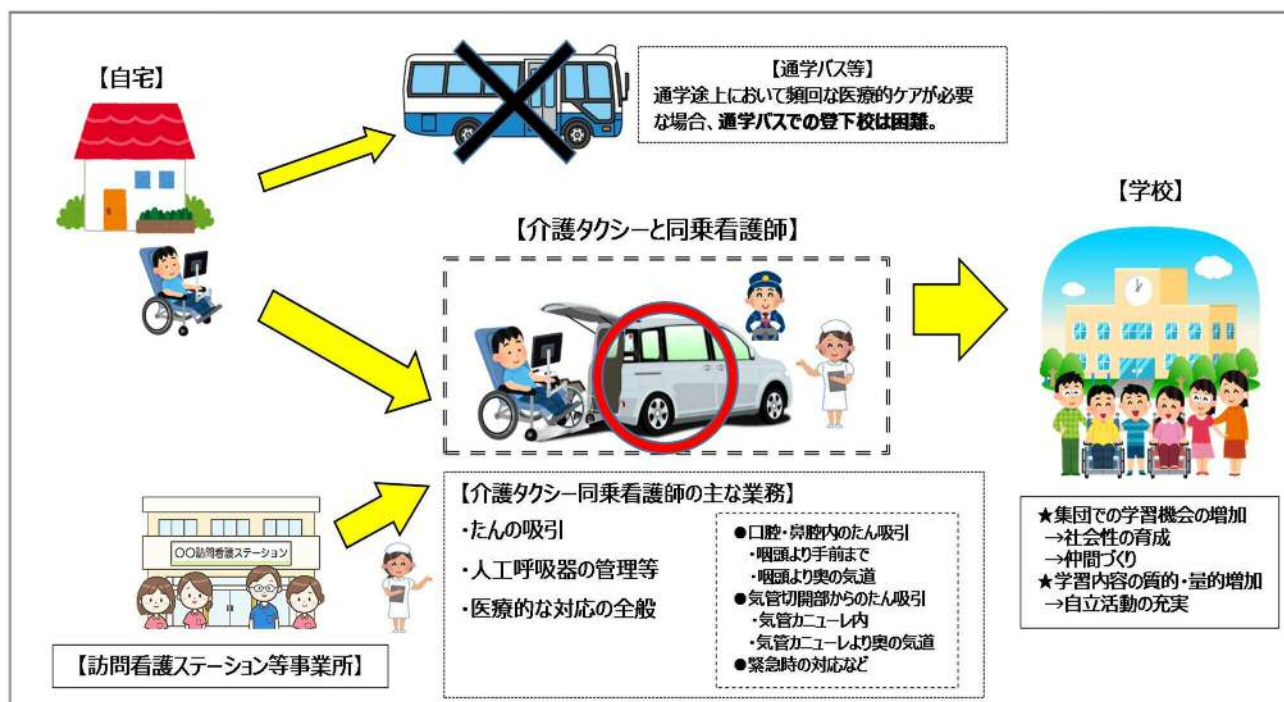 【自宅】
【通学バス等】
通学途上において頻回な医療的ケアが必要
な場合、通学バスでの登下校は困難。
【介護タクシーと同乗看護師】
【学校】
【介護タクシー同乗看護師の主な業務】
・たんの吸引
・人工呼吸器の管理等
・医療的な対応の全般
●口腔・鼻腔内のたん吸引
・咽頭より手前まで
・咽頭より奥の気道
●気管切開部からのたん吸引
・気管カニューレ内
・気管カニューレより奥の気道
●緊急時の対応など
〇〇訪問看護ステーション
【訪問看護ステーション等事業所】
★集団での学習機会の増加
→社会性の育成
→仲間づくり
★学習内容の質的・量的増加
→自立活動の充実